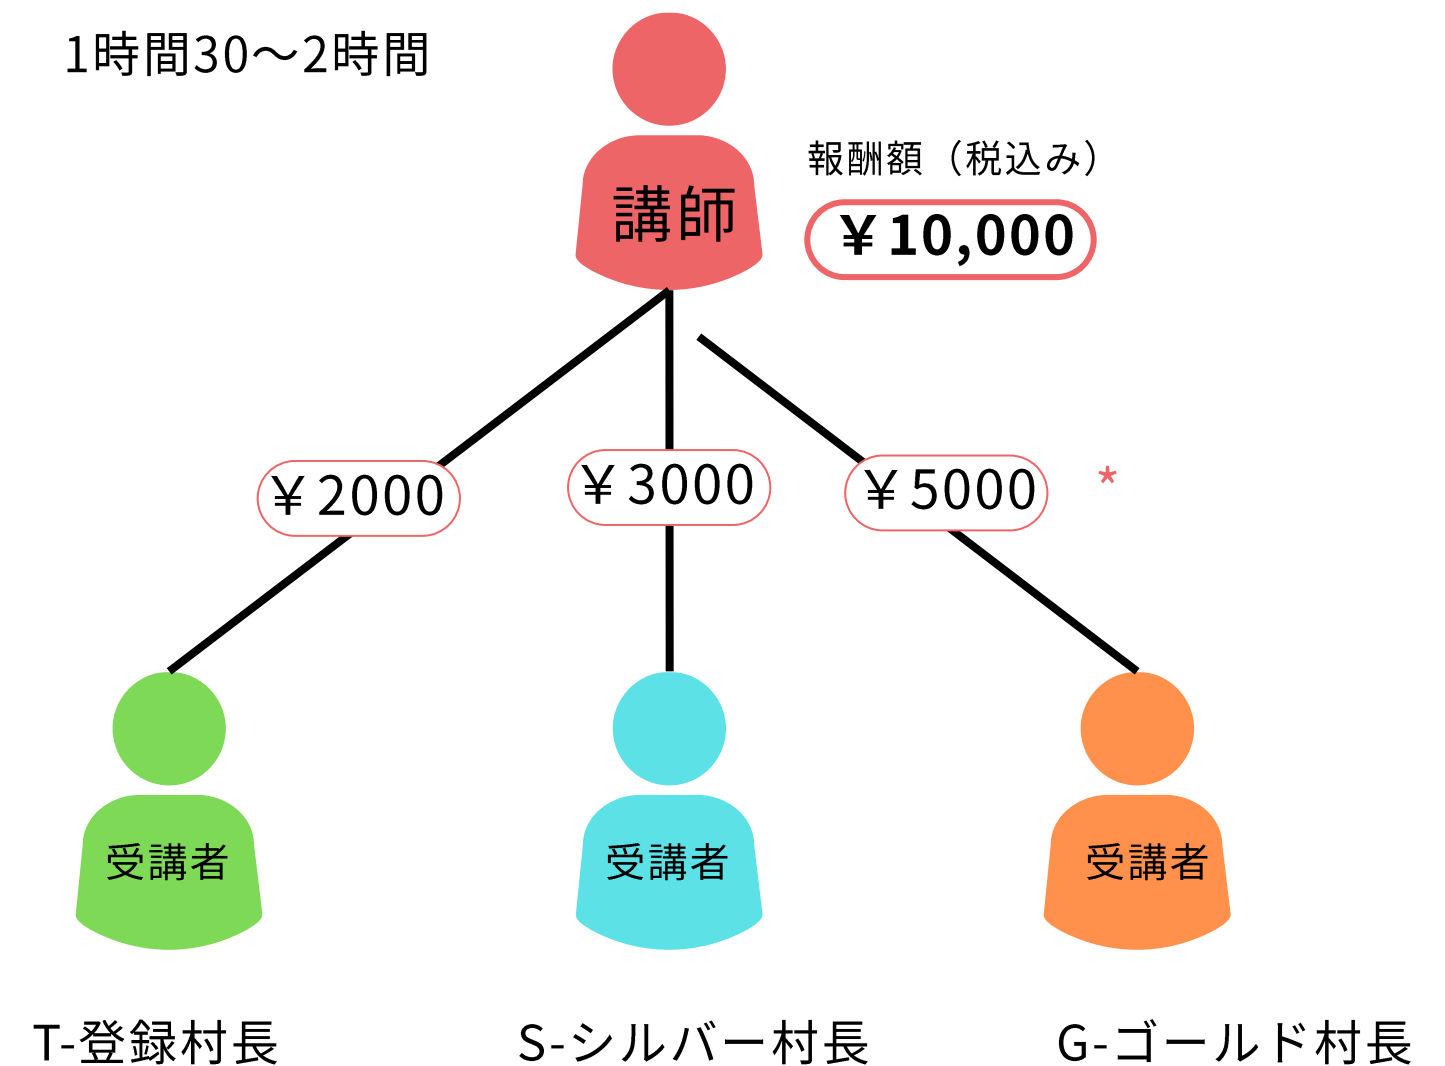 1時間30〜2時間
講師
報酬額（税込み）
￥10,000
￥2000
￥3000
￥5000
*
受講者
受講者
受講者
T-登録村長
S-シルバー村長
G-ゴールド村長